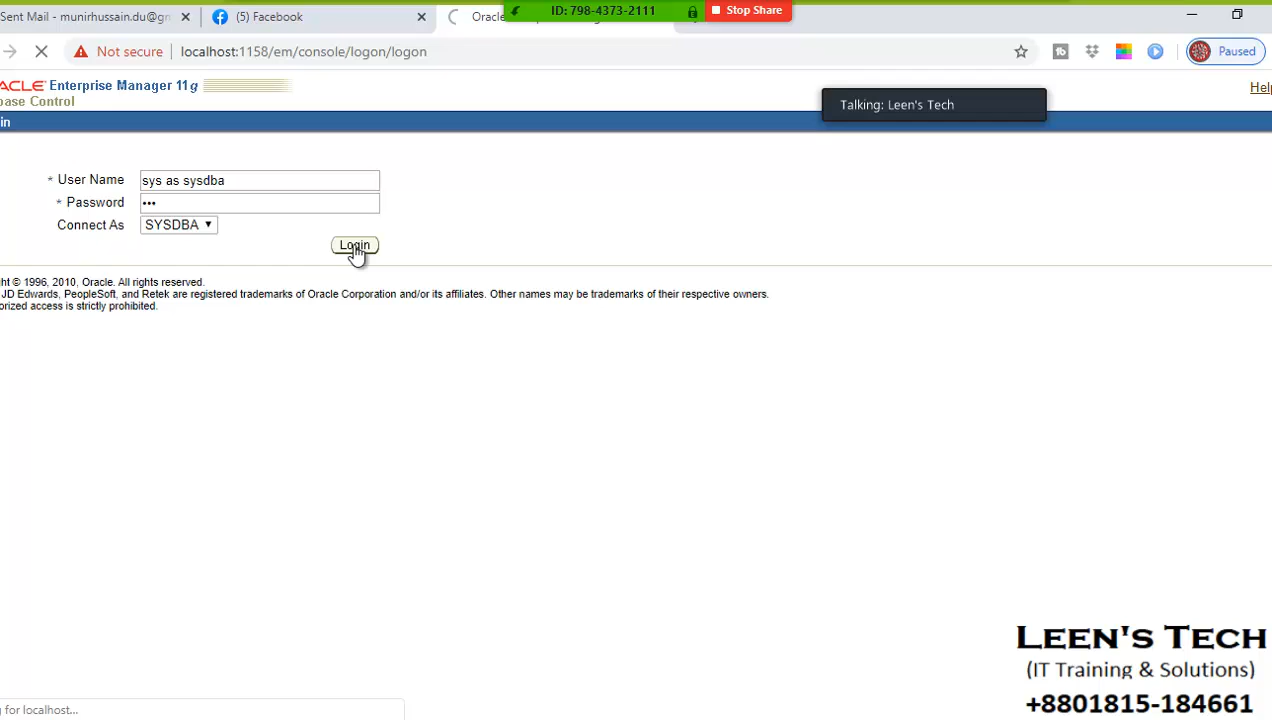 Sent Mail - munirhussain.du@gm
(5) Facebook
Oracle
ID: 798-4373-2111
Stop Share
Not secure
localhost:1158/em/console/logon/logon
Paused
ACLE Enterprise Manager 11g
base Control
Help
Talking: Leen's Tech
in
* User Name
sys as sysdba
* Password
•••
Connect As
SYSDBA
Login
ht © 1996, 2010, Oracle. All rights reserved.
JD Edwards, PeopleSoft, and Retek are registered trademarks of Oracle Corporation and/or its affiliates. Other names may be trademarks of their respective owners.
orized access is strictly prohibited.
LEEN'S TECH
(IT Training & Solutions)
+8801815-184661
g for localhost...